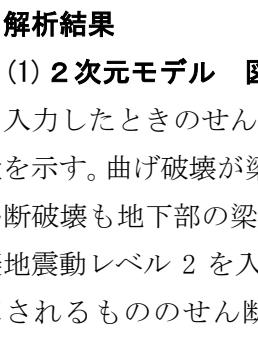 解析結果
(1) 2次元モデル
入力したときのせん
を示す。曲げ破壊が
断破壊も地下部の梁
地震動レベル 2 を入
されるもののせん断